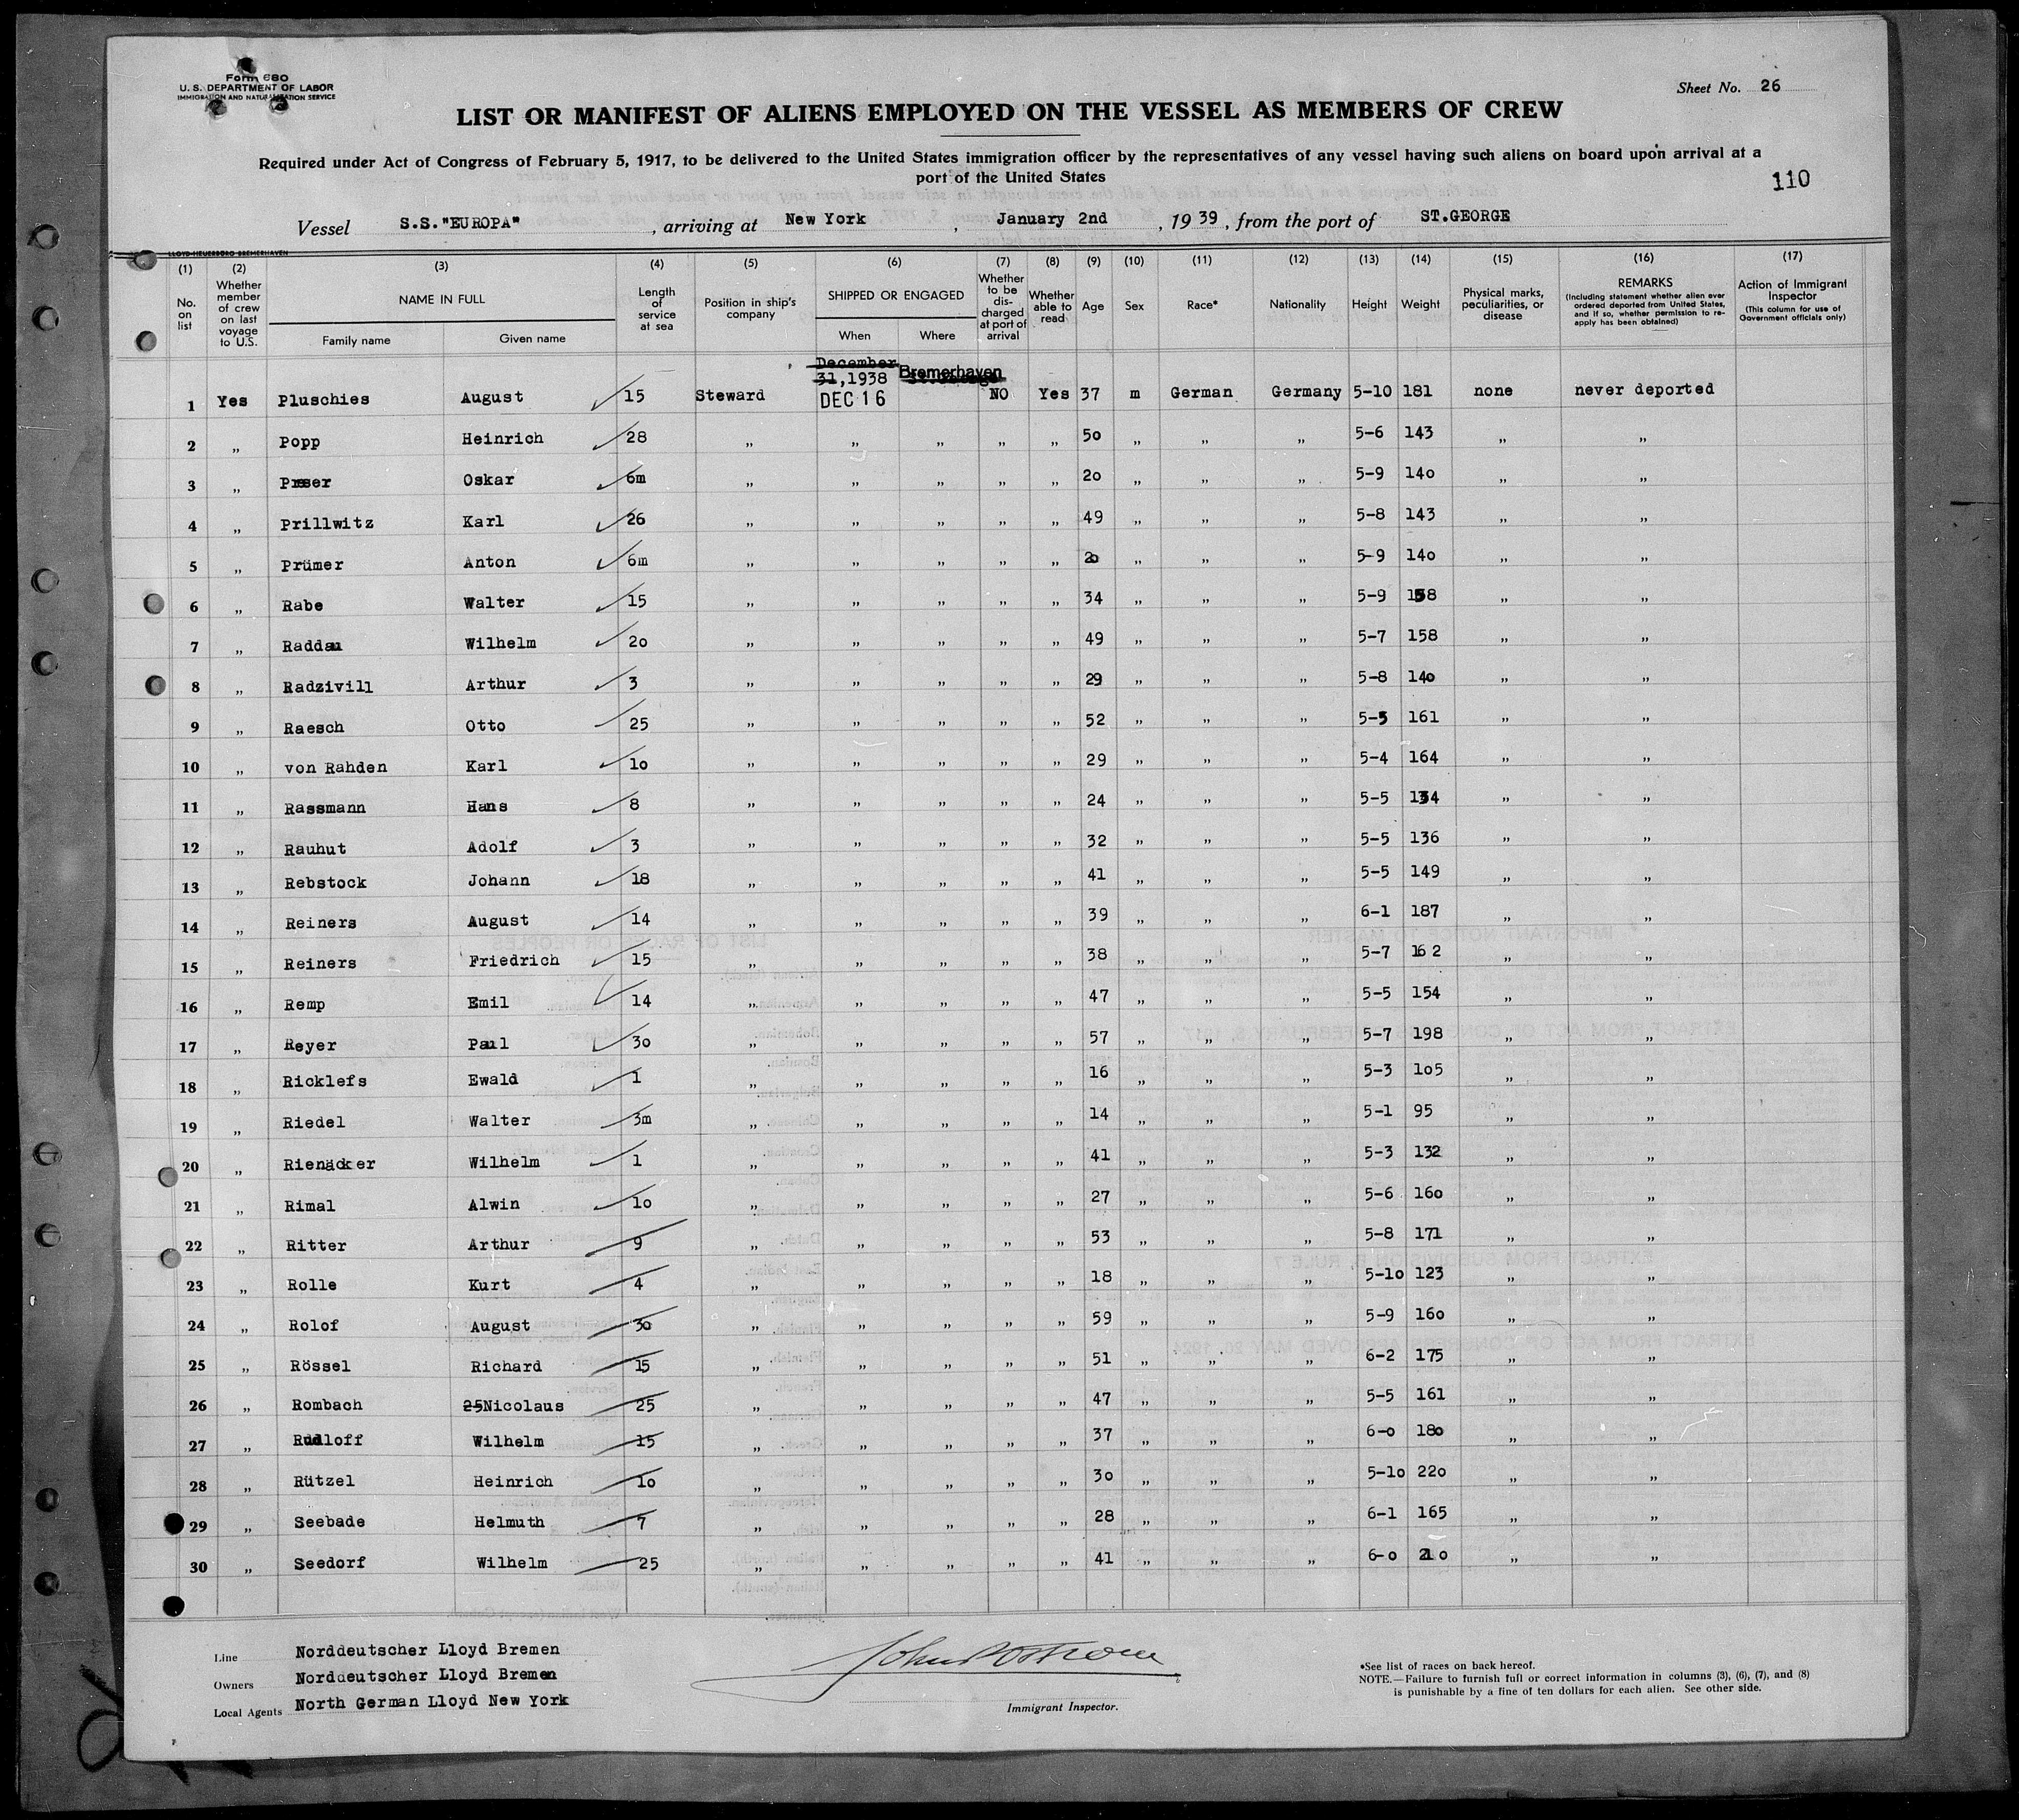 Form 680
U. S. DEPARTMENT OF LABOR
IMMIGRATION AND NATURALIZATION SERVICE
Sheet No. 26
LIST OR MANIFEST OF ALIENS EMPLOYED ON THE VESSEL AS MEMBERS OF CREW
Required under Act of Congress of February 5, 1917, to be delivered to the United States immigration officer by the representatives of any vessel having such aliens on board upon arrival at a
port of the United States
110
Vessel S.S."EUROPA", arriving at New York, January 2nd, 1939, from the port of ST.GEORGE
LLOYD-HEUERBÜRO BREMERHAVEN
(1) (2) (3) (4) (5) (6) (7) (8) (9) (10) (11) (12) (13) (14) (15) (16) (17)
No. on list
Whether member of crew on last voyage to U.S.
NAME IN FULL
Family name Given name
Length of service at sea
Position in ship's company
SHIPPED OR ENGAGED
When Where
Whether to be discharged at port of arrival
Whether able to read
Age
Sex
Race*
Nationality
Height
Weight
Physical marks, peculiarities, or disease
REMARKS
(Including statement whether alien ever ordered deported from United States, and if so, whether permission to reapply has been obtained)
Action of Immigrant Inspector
(This column for use of Government officials only)
December
31,1938 Bremerhaven
1 Yes Pluschies August 15 Steward DEC 16 NO Yes 37 m German Germany 5-10 181 none never deported
2 " Popp Heinrich 28 " " " " " 50 " " " 5-6 143 " "
3 " Oskar 6m " " " " " 20 " " " 5-9 140 " "
4 " Prillwitz Karl 26 " " " " " 49 " " " 5-8 143 " "
5 " Prümer Anton 6m " " " " " 20 " " " 5-9 140 " "
6 " Rabe Walter 15 " " " " " 34 " " " 5-9 158 " "
7 " Raddau Wilhelm 20 " " " " " 49 " " " 5-7 158 " "
8 " Radzivill Arthur 3 " " " " " 29 " " " 5-8 140 " "
9 " Raesch Otto 25 " " " " " 52 " " " 5-5 161 " "
10 " von Rahden Karl 10 " " " " " 29 " " " 5-4 164 " "
11 " Rassmann Hans 8 " " " " " 24 " " " 5-5 134 " "
12 " Rauhut Adolf 3 " " " " " 32 " " " 5-5 136 " "
13 " Rebstock Johann 18 " " " " " 41 " " " 5-5 149 " "
14 " Reiners August 14 " " " " " 39 " " " 6-1 187 " "
15 " Reiners Friedrich 15 " " " " " 38 " " " 5-7 162 " "
16 " Remp Emil 14 " " " " " 47 " " " 5-5 154 " "
17 " Reyer Paul 30 " " " " " 57 " " " 5-7 198 " "
18 " Ricklefs Ewald 1 " " " " " 16 " " " 5-3 105 " "
19 " Riedel Walter 3m " " " " " 14 " " " 5-1 95 " "
20 " Rienäcker Wilhelm 1 " " " " " 41 " " " 5-3 132 " "
21 " Rimal Alwin 10 " " " " " 27 " " " 5-6 160 " "
22 " Ritter Arthur 9 " " " " " 53 " " " 5-8 171 " "
23 " Rolle Kurt 4 " " " " " 18 " " " 5-10 123 " "
24 " Rolof August 30 " " " " " 59 " " " 5-9 160 " "
25 " Rössel Richard 15 " " " " " 51 " " " 6-2 175 " "
26 " Rombach 25Nicolaus 25 " " " " " 47 " " " 5-5 161 " "
27 " Rudloff Wilhelm 15 " " " " " 37 " " " 6-0 180 " "
28 " Rützel Heinrich 10 " " " " " 30 " " " 5-10 220 " "
29 " Seebade Helmuth 7 " " " " " 28 " " " 6-1 165 " "
30 " Seedorf Wilhelm 25 " " " " " 41 " " " 6-0 210 " "
Line Norddeutscher Lloyd Bremen
Owners Norddeutscher Lloyd Bremen
Local Agents North German Lloyd New York
Immigrant Inspector.
*See list of races on back hereof.
NOTE.—Failure to furnish full or correct information in columns (3), (6), (7), and (8)
is punishable by a fine of ten dollars for each alien. See other side.